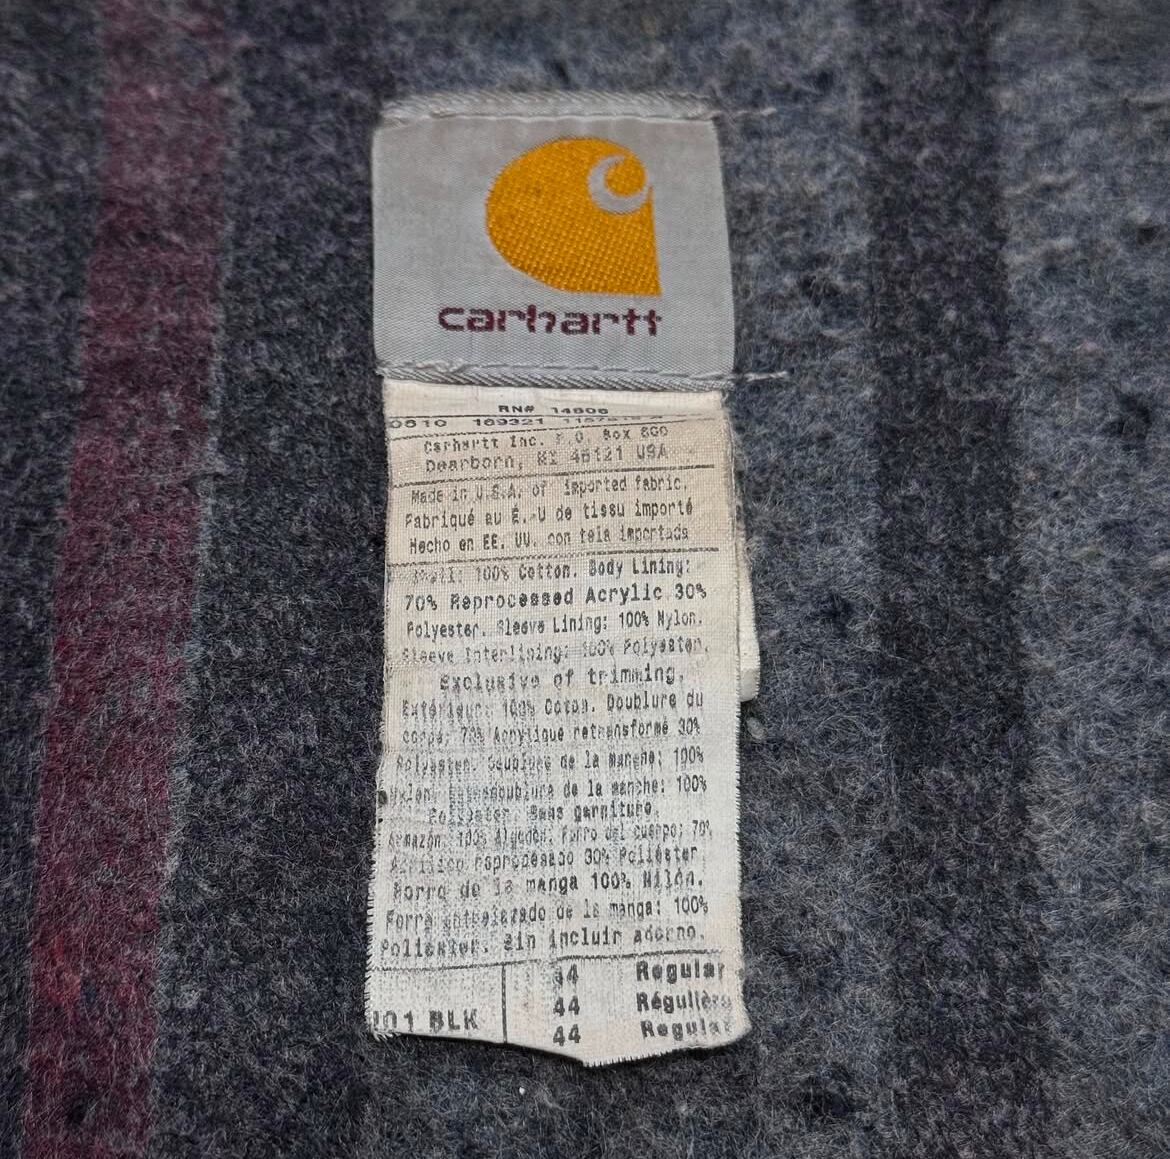 carhartt
RN# 14806
0510 169321
Carhartt Inc. P.O. Box 600
Dearborn, MI 48121 USA
Made in U.S.A. of imported fabric.
Fabriqué au É.-U de tissu importé
Hecho en EE. UU. con tela importada
Shell: 100% Cotton. Body Lining:
70% Reprocessed Acrylic 30%
Polyester. Sleeve Lining: 100% Nylon.
Sleeve Interlining: 100% Polyester.
Exclusive of trimming.
Extérieur: 100% Coton. Doublure du
corps: 70% Acrylique retransformé 30%
Polyester. Doublure de la manche: 100%
Nylon. de la manche: 100%
Polyester. Sans garniture.
Armazón: 100% Algodón. Forro del cuerpo: 70%
Acrílico reprocesado 30% Poliéster
Forro de la manga 100% Nilón.
Forro de la manga: 100%
Poliéster. Sin incluir adorno.
44 Regular
44 Régulière
J01 BLK 44 Regular